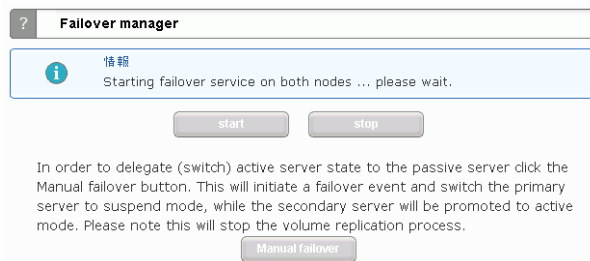 ?
Failover manager
情報
Starting failover service on both nodes ... please wait.
start
stop
In order to delegate (switch) active server state to the passive server click the
Manual failover button. This will initiate a failover event and switch the primary
server to suspend mode, while the secondary server will be promoted to active
mode. Please note this will stop the volume replication process.
Manual failover